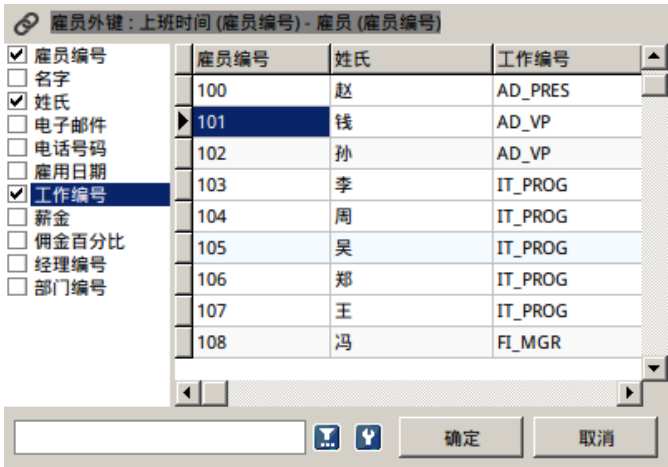 雇员外键 : 上班时间 (雇员编号) - 雇员 (雇员编号)
雇员编号
名字
姓氏
电子邮件
电话号码
雇用日期
工作编号
薪金
佣金百分比
经理编号
部门编号
雇员编号 姓氏 工作编号
100 赵 AD_PRES
101 钱 AD_VP
102 孙 AD_VP
103 李 IT_PROG
104 周 IT_PROG
105 吴 IT_PROG
106 郑 IT_PROG
107 王 IT_PROG
108 冯 FI_MGR
确定 取消